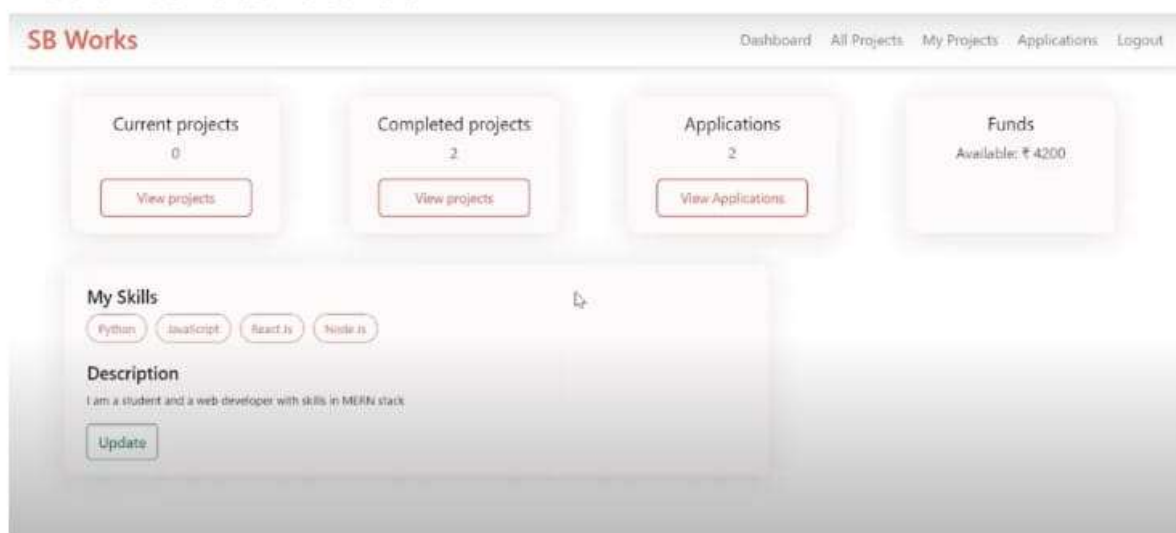 SB Works
Dashboard All Projects My Projects Applications Logout
Current projects
0
View projects
Completed projects
2
View projects
Applications
2
View Applications
Funds
Available: ₹ 4200
My Skills
Python JavaScript React Js Node Js
Description
I am a student and a web developer with skills in MERN stack
Update